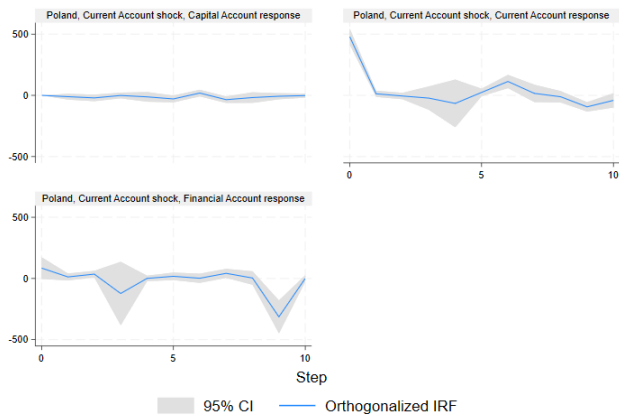 Poland, Current Account shock, Capital Account response
Poland, Current Account shock, Current Account response
500
0
-500
0
5
10
Poland, Current Account shock, Financial Account response
500
0
-500
0
5
10
Step
95% CI
Orthogonalized IRF